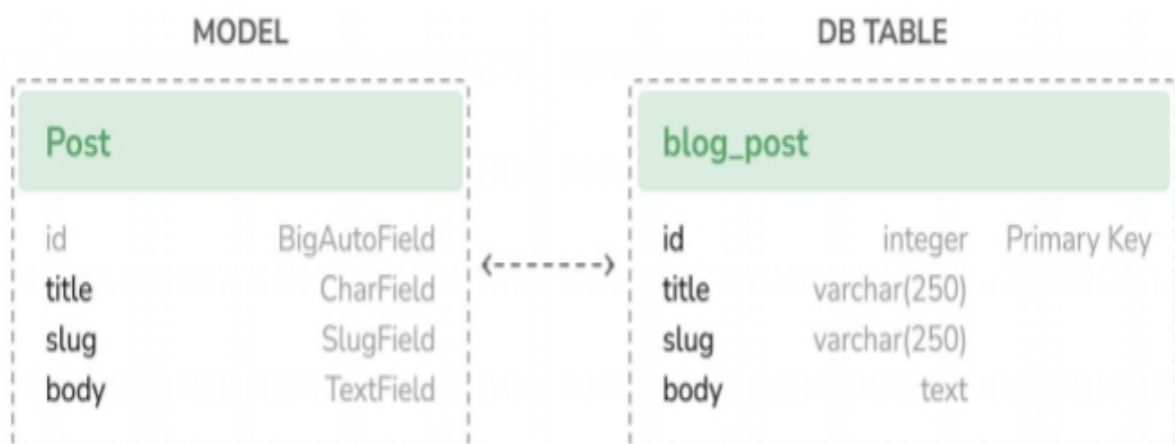 MODEL DB TABLE
Post blog_post
id BigAutoField id integer Primary Key
title CharField title varchar(250)
slug SlugField slug varchar(250)
body TextField body text